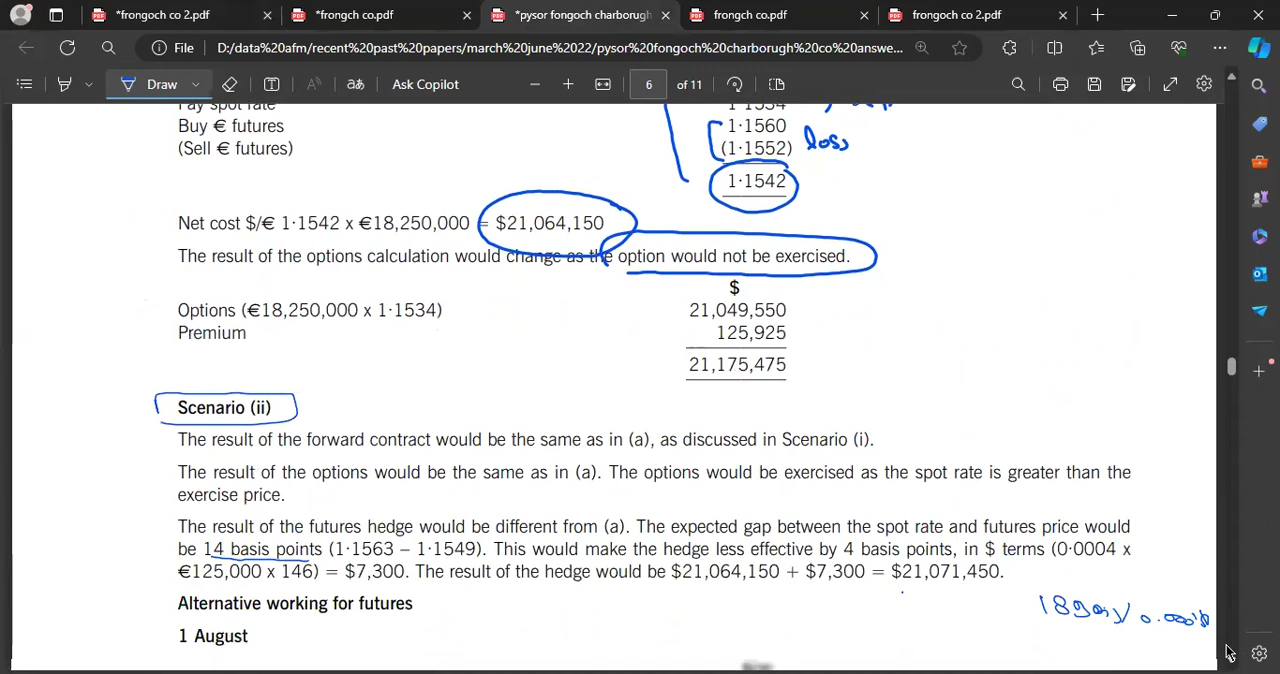 *frongoch co 2.pdf
*frongch co.pdf
*pysor fongoch charborugh
frongch co.pdf
frongoch co 2.pdf
File
D:/data%20afm/recent%20past%20papers/march%20june%2022/pysor%20fongoch%20charborugh%20co%20answe...
Draw
Ask Copilot
6 of 11
Pay spot rate 1·1534
Buy € futures 1·1560
(Sell € futures) (1·1552) loss
1·1542
Net cost $/€ 1·1542 x €18,250,000 = $21,064,150
The result of the options calculation would change as the option would not be exercised.
$
Options (€18,250,000 x 1·1534) 21,049,550
Premium 125,925
21,175,475
Scenario (ii)
The result of the forward contract would be the same as in (a), as discussed in Scenario (i).
The result of the options would be the same as in (a). The options would be exercised as the spot rate is greater than the
exercise price.
The result of the futures hedge would be different from (a). The expected gap between the spot rate and futures price would
be 14 basis points (1·1563 – 1·1549). This would make the hedge less effective by 4 basis points, in $ terms (0·0004 x
€125,000 x 146) = $7,300. The result of the hedge would be $21,064,150 + $7,300 = $21,071,450.
Alternative working for futures
1 August